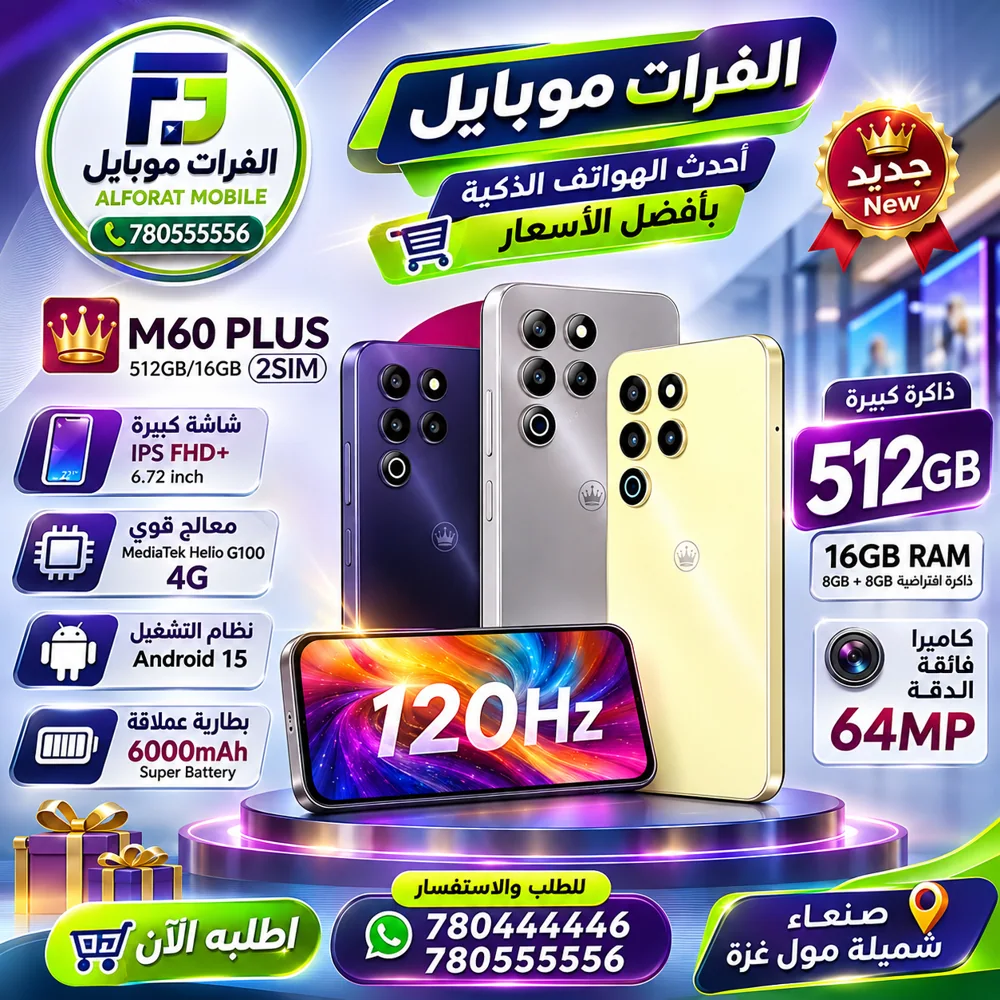 الفرات موبايل
ALFORAT MOBILE
780555556
الفرات موبايل
أحدث الهواتف الذكية
بأفضل الأسعار
جديد
New
M60 PLUS
512GB/16GB 2SIM
شاشة كبيرة
IPS FHD+
6.72 inch
معالج قوي
MediaTek Helio G100
4G
نظام التشغيل
Android 15
بطارية عملاقة
6000mAh
Super Battery
120Hz
ذاكرة كبيرة
512GB
16GB RAM
8GB + 8GB ذاكرة افتراضية
كاميرا
فائقة
الدقـة
64MP
للطلب والاستفسار
780444446
780555556
اطلبه الآن
صنعـاء
شميلة مول غزة